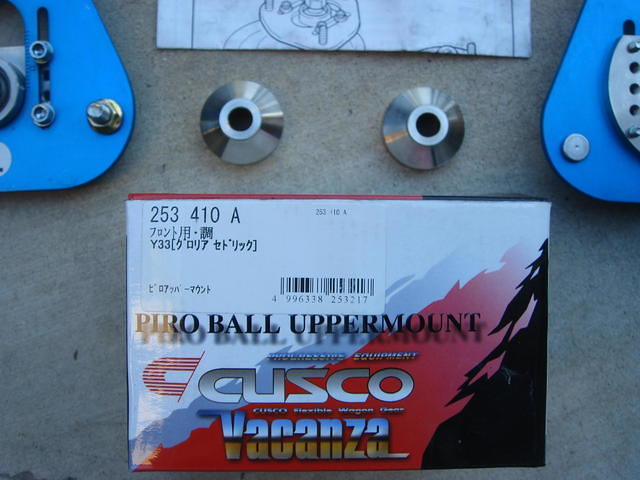 253 410 A
253 410 A
フロント用・調
Y33[グロリア セドリック]
ピロアッパーマウント
4 996338 253217
PIRO BALL UPPERMOUNT
PROGRESSIVE EQUIPMENT
CUSCO
CUSCO Flexible Wagon Gear
Vacanza